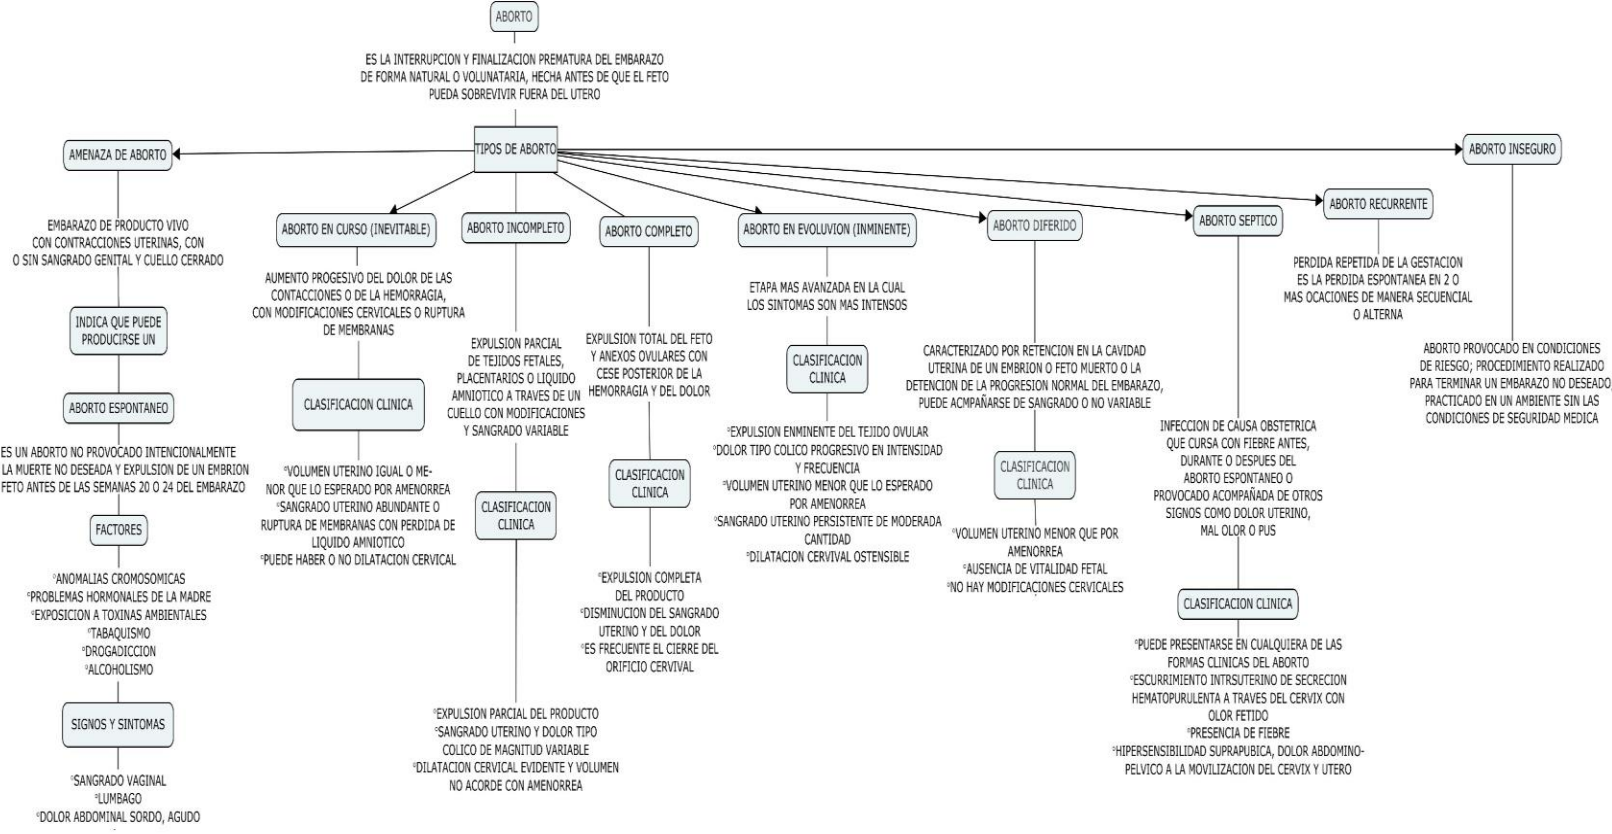 ABORTO
ES LA INTERRUPCION Y FINALIZACION PREMATURA DEL EMBARAZO
DE FORMA NATURAL O VOLUNATARIA, HECHA ANTES DE QUE EL FETO
PUEDA SOBREVIVIR FUERA DEL UTERO
TIPOS DE ABORTO
AMENAZA DE ABORTO
EMBARAZO DE PRODUCTO VIVO
CON CONTRACCIONES UTERINAS, CON
O SIN SANGRADO GENITAL Y CUELLO CERRADO
INDICA QUE PUEDE
PRODUCIRSE UN
ABORTO ESPONTANEO
ES UN ABORTO NO PROVOCADO INTENCIONALMENTE
LA MUERTE NO DESEADA Y EXPULSION DE UN EMBRION
FETO ANTES DE LAS SEMANAS 20 O 24 DEL EMBARAZO
FACTORES
°ANOMALIAS CROMOSOMICAS
°PROBLEMAS HORMONALES DE LA MADRE
°EXPOSICION A TOXINAS AMBIENTALES
°TABAQUISMO
°DROGADICCION
°ALCOHOLISMO
SIGNOS Y SINTOMAS
°SANGRADO VAGINAL
°LUMBAGO
°DOLOR ABDOMINAL SORDO, AGUDO
ABORTO EN CURSO (INEVITABLE)
AUMENTO PROGESIVO DEL DOLOR DE LAS
CONTACCIONES O DE LA HEMORRAGIA,
CON MODIFICACIONES CERVICALES O RUPTURA
DE MEMBRANAS
CLASIFICACION CLINICA
°VOLUMEN UTERINO IGUAL O ME-
NOR QUE LO ESPERADO POR AMENORREA
°SANGRADO UTERINO ABUNDANTE O
RUPTURA DE MEMBRANAS CON PERDIDA DE
LIQUIDO AMNIOTICO
°PUEDE HABER O NO DILATACION CERVICAL
ABORTO INCOMPLETO
EXPULSION PARCIAL
DE TEJIDOS FETALES,
PLACENTARIOS O LIQUIDO
AMNIOTICO A TRAVES DE UN
CUELLO CON MODIFICACIONES
Y SANGRADO VARIABLE
CLASIFICACION
CLINICA
°EXPULSION PARCIAL DEL PRODUCTO
°SANGRADO UTERINO Y DOLOR TIPO
COLICO DE MAGNITUD VARIABLE
°DILATACION CERVICAL EVIDENTE Y VOLUMEN
NO ACORDE CON AMENORREA
ABORTO COMPLETO
EXPULSION TOTAL DEL FETO
Y ANEXOS OVULARES CON
CESE POSTERIOR DE LA
HEMORRAGIA Y DEL DOLOR
CLASIFICACION
CLINICA
°EXPULSION COMPLETA
DEL PRODUCTO
°DISMINUCION DEL SANGRADO
UTERINO Y DEL DOLOR
°ES FRECUENTE EL CIERRE DEL
ORIFICIO CERVIVAL
ABORTO EN EVOLUVION (INMINENTE)
ETAPA MAS AVANZADA EN LA CUAL
LOS SINTOMAS SON MAS INTENSOS
CLASIFICACION
CLINICA
°EXPULSION ENMINENTE DEL TEJIDO OVULAR
°DOLOR TIPO COLICO PROGRESIVO EN INTENSIDAD
Y FRECUENCIA
°VOLUMEN UTERINO MENOR QUE LO ESPERADO
POR AMENORREA
°SANGRADO UTERINO PERSISTENTE DE MODERADA
CANTIDAD
°DILATACION CERVIVAL OSTENSIBLE
ABORTO DIFERIDO
CARACTERIZADO POR RETENCION EN LA CAVIDAD
UTERINA DE UN EMBRION O FETO MUERTO O LA
DETENCION DE LA PROGRESION NORMAL DEL EMBARAZO,
PUEDE ACMPAÑARSE DE SANGRADO O NO VARIABLE
CLASIFICACION
CLINICA
°VOLUMEN UTERINO MENOR QUE POR
AMENORREA
°AUSENCIA DE VITALIDAD FETAL
°NO HAY MODIFICACIONES CERVICALES
ABORTO SEPTICO
INFECCION DE CAUSA OBSTETRICA
QUE CURSA CON FIEBRE ANTES,
DURANTE O DESPUES DEL
ABORTO ESPONTANEO O
PROVOCADO ACOMPAÑADA DE OTROS
SIGNOS COMO DOLOR UTERINO,
MAL OLOR O PUS
CLASIFICACION CLINICA
°PUEDE PRESENTARSE EN CUALQUIERA DE LAS
FORMAS CLINICAS DEL ABORTO
°ESCURRIMIENTO INTRSUTERINO DE SECRECION
HEMATOPURULENTA A TRAVES DEL CERVIX CON
OLOR FETIDO
°PRESENCIA DE FIEBRE
°HIPERSENSIBILIDAD SUPRAPUBICA, DOLOR ABDOMINO-
PELVICO A LA MOVILIZACION DEL CERVIX Y UTERO
ABORTO RECURRENTE
PERDIDA REPETIDA DE LA GESTACION
ES LA PERDIDA ESPONTANEA EN 2 O
MAS OCACIONES DE MANERA SECUENCIAL
O ALTERNA
ABORTO INSEGURO
ABORTO PROVOCADO EN CONDICIONES
DE RIESGO; PROCEDIMIENTO REALIZADO
PARA TERMINAR UN EMBARAZO NO DESEADO,
PRACTICADO EN UN AMBIENTE SIN LAS
CONDICIONES DE SEGURIDAD MEDICA